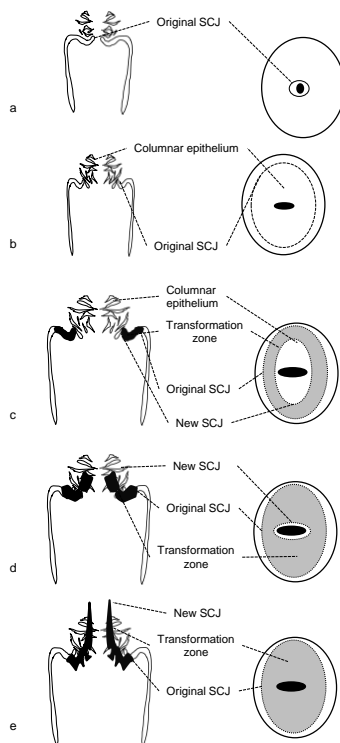 Original SCJ
a
Columnar epithelium
Original SCJ
b
Columnar
epithelium
Transformation
zone
Original SCJ
New SCJ
c
New SCJ
Original SCJ
Transformation
zone
d
New SCJ
Transformation
zone
Original SCJ
e